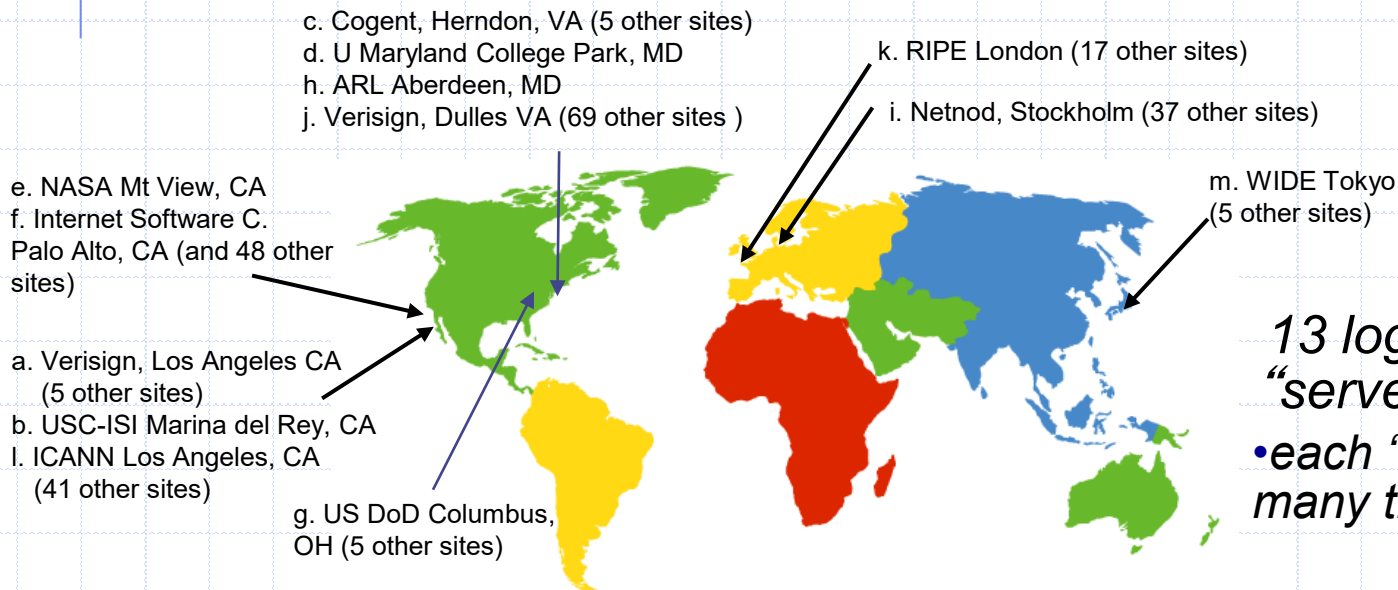 c. Cogent, Herndon, VA (5 other sites)
d. U Maryland College Park, MD
h. ARL Aberdeen, MD
j. Verisign, Dulles VA (69 other sites )
k. RIPE London (17 other sites)
i. Netnod, Stockholm (37 other sites)
m. WIDE Tokyo
(5 other sites)
e. NASA Mt View, CA
f. Internet Software C.
Palo Alto, CA (and 48 other
sites)
a. Verisign, Los Angeles CA
(5 other sites)
b. USC-ISI Marina del Rey, CA
l. ICANN Los Angeles, CA
(41 other sites)
g. US DoD Columbus,
OH (5 other sites)
13
•each
many